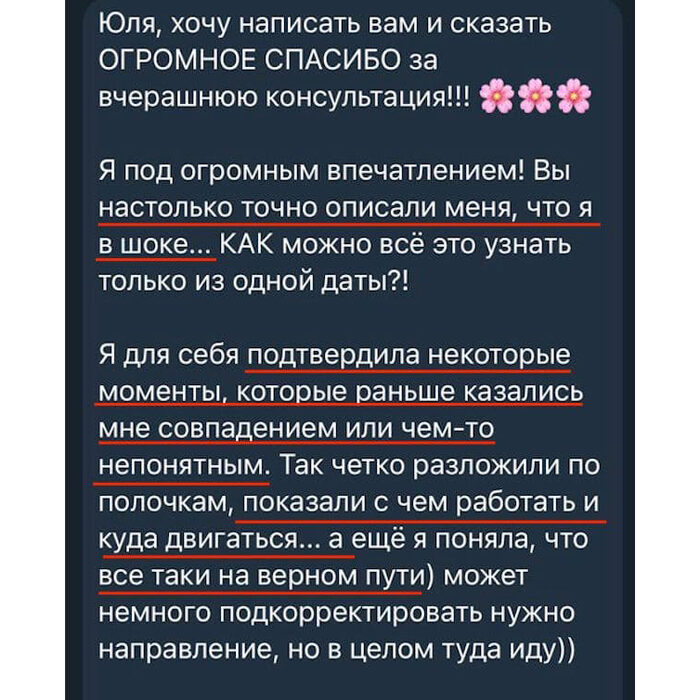 Юля, хочу написать вам и сказать
ОГРОМНОЕ СПАСИБО за
вчерашнюю консультация!!! 🌸🌸🌸
Я под огромным впечатлением! Вы
настолько точно описали меня, что я
в шоке... КАК можно всё это узнать
только из одной даты?!
Я для себя подтвердила некоторые
моменты, которые раньше казались
мне совпадением или чем-то
непонятным. Так четко разложили по
полочкам, показали с чем работать и
куда двигаться... а ещё я поняла, что
все таки на верном пути) может
немного подкорректировать нужно
направление, но в целом туда иду))